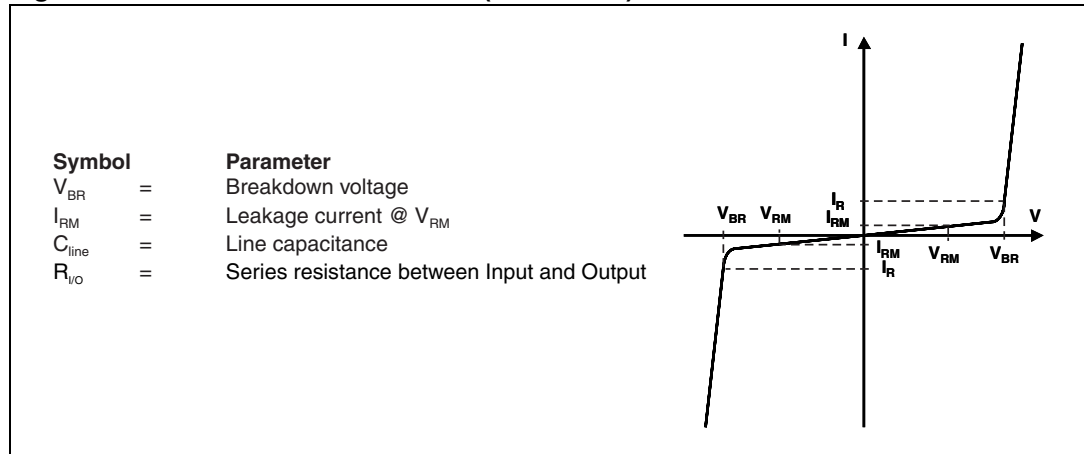 Symbol Parameter
V_BR = Breakdown voltage
I_RM = Leakage current @ V_RM
C_line = Line capacitance
R_I/O = Series resistance between Input and Output
I
I_R
I_RM
V_BR V_RM
V
I_RM
I_R
V_RM V_BR